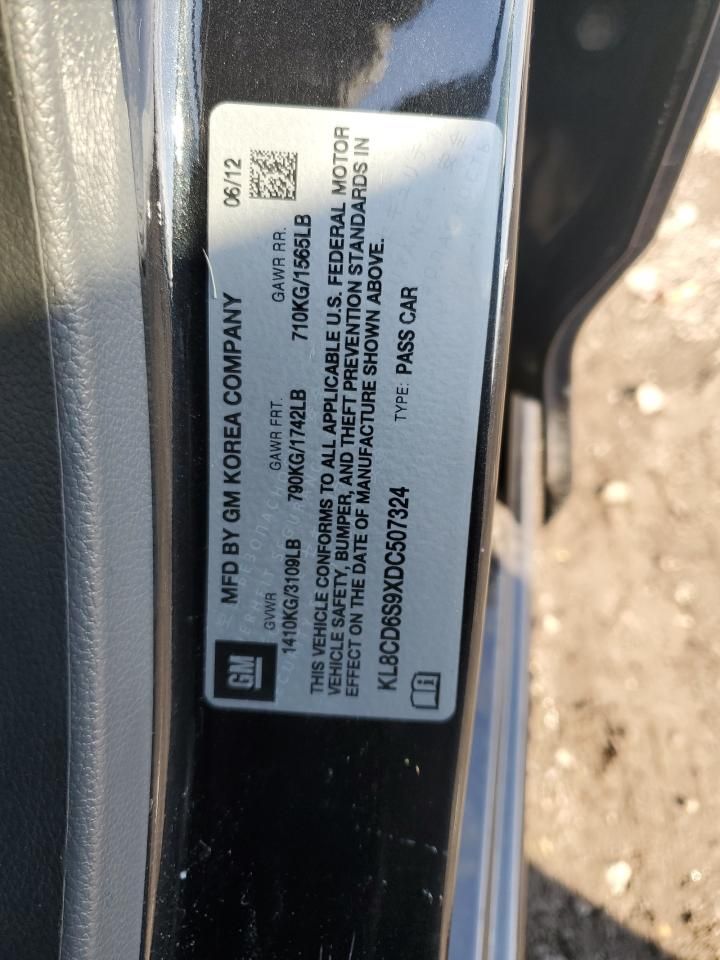 GM MFD BY GM KOREA COMPANY 06/12
GVWR GAWR FRT. GAWR RR.
1410KG/3109LB 790KG/1742LB 710KG/1565LB
THIS VEHICLE CONFORMS TO ALL APPLICABLE U.S. FEDERAL MOTOR
VEHICLE SAFETY, BUMPER, AND THEFT PREVENTION STANDARDS IN
EFFECT ON THE DATE OF MANUFACTURE SHOWN ABOVE.
KL8CD6S9XDC507324 TYPE: PASS CAR